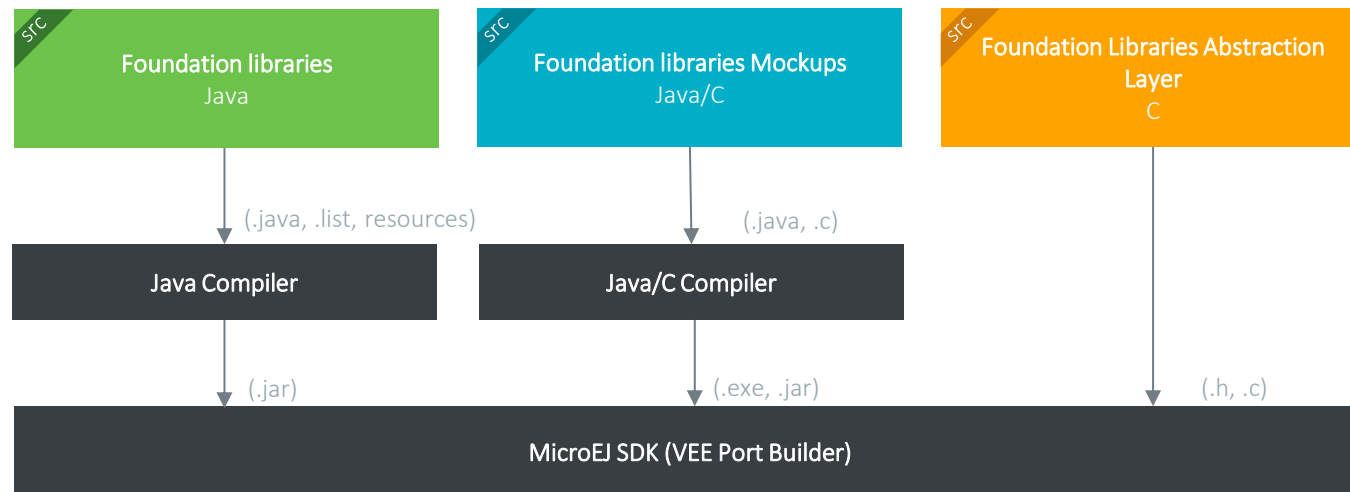 src
Foundation libraries
Java
src
Foundation libraries Mockups
Java/C
src
Foundation Libraries Abstraction
Layer
C
(.java, .list, resources)
(.java, .c)
Java Compiler
Java/C Compiler
(.jar)
(.exe, .jar)
(.h, .c)
MicroEJ SDK (VEE Port Builder)